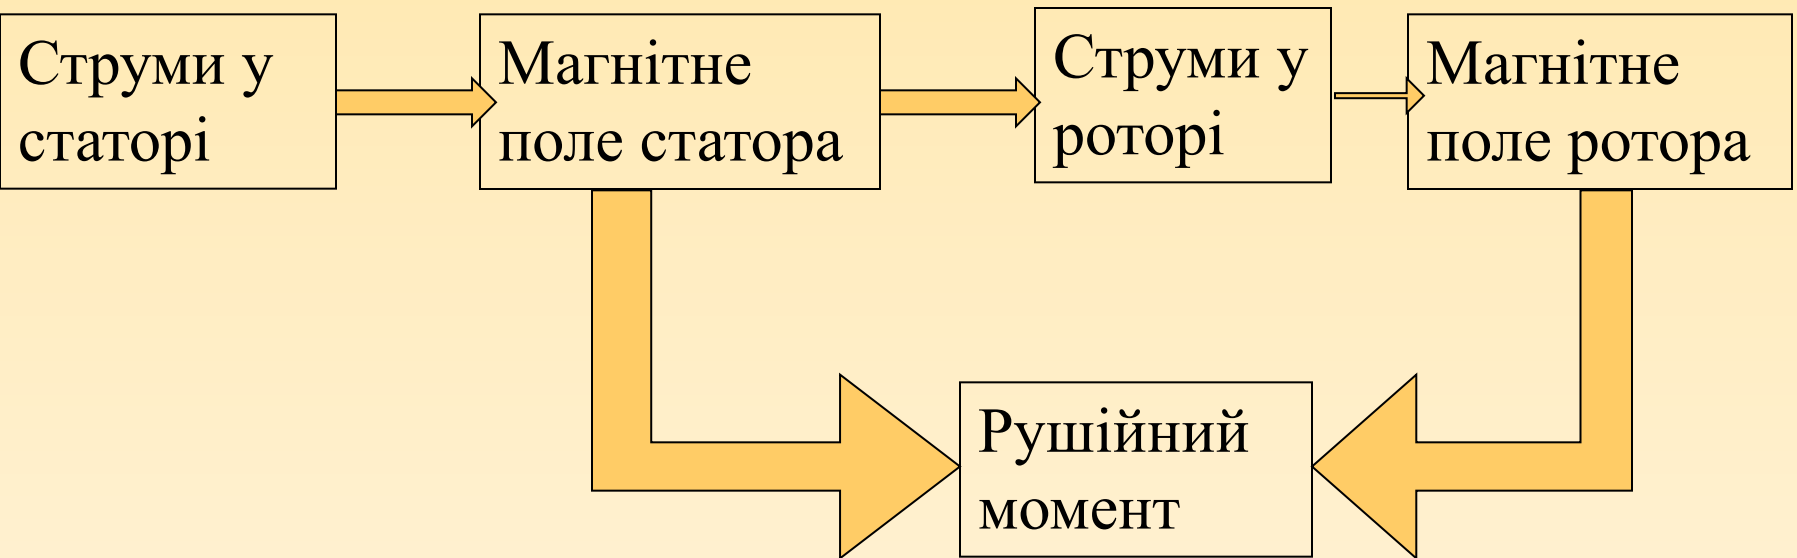 Струми у
статорі
Магнітне
поле статора
Струми у
роторі
Магнітне
поле ротора
Рушійний
момент